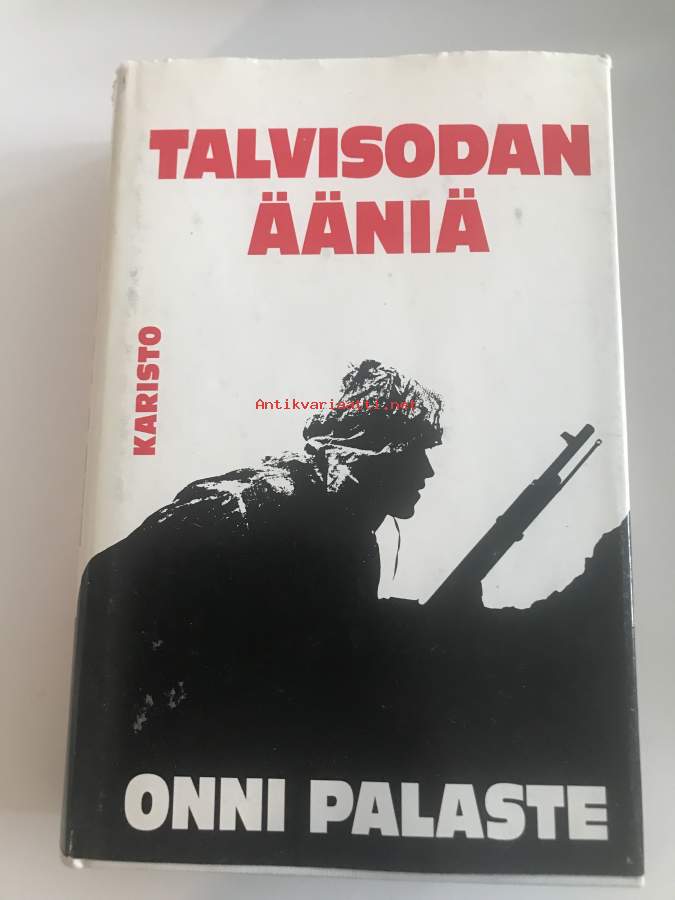 TALVISODAN
ÄÄNIÄ
KARISTO
Antikvariaatti.net
ONNI PALASTE